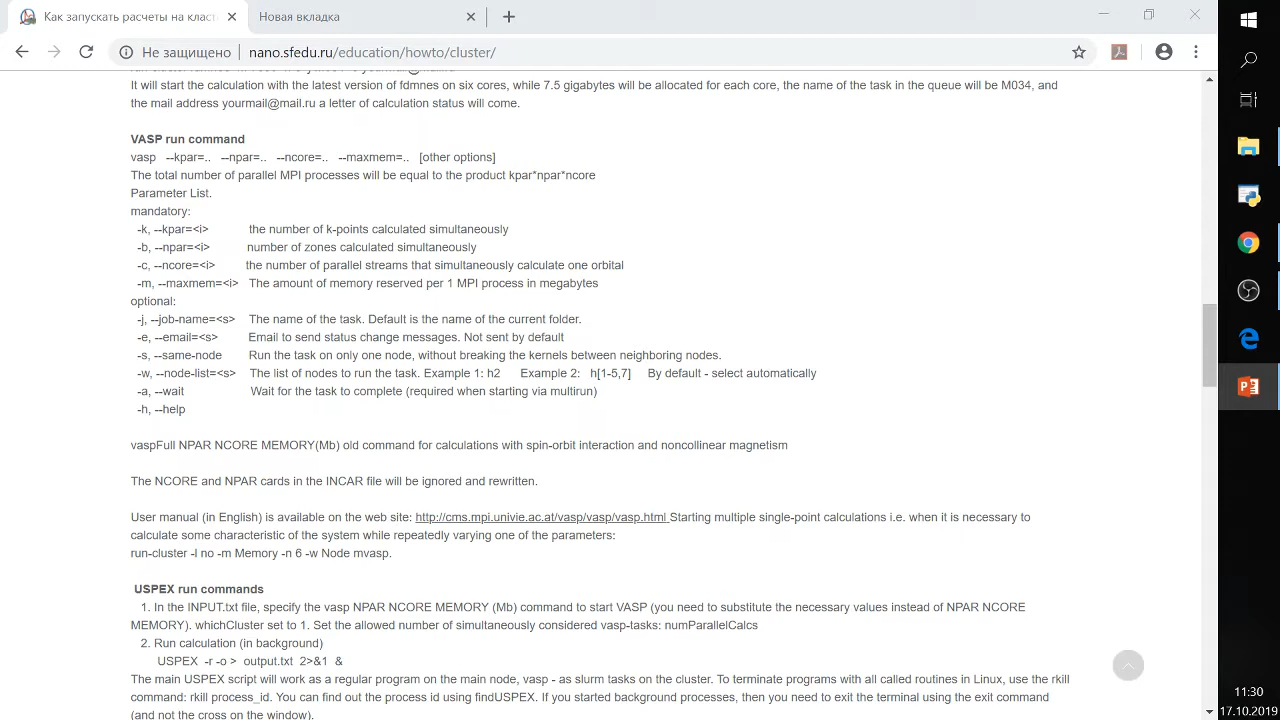 Как запускать расчеты на класт
Новая вкладка
Не защищено
nano.sfedu.ru/education/howto/cluster/
It will start the calculation with the latest version of fdmnes on six cores, while 7.5 gigabytes will be allocated for each core, the name of the task in the queue will be M034, and
the mail address yourmail@mail.ru a letter of calculation status will come.
VASP run command
vasp --kpar=.. --npar=.. --ncore=.. --maxmem=.. [other options]
The total number of parallel MPI processes will be equal to the product kpar*npar*ncore
Parameter List.
mandatory:
-k, --kpar=<i> the number of k-points calculated simultaneously
-b, --npar=<i> number of zones calculated simultaneously
-c, --ncore=<i> the number of parallel streams that simultaneously calculate one orbital
-m, --maxmem=<i> The amount of memory reserved per 1 MPI process in megabytes
optional:
-j, --job-name=<s> The name of the task. Default is the name of the current folder.
-e, --email=<s> Email to send status change messages. Not sent by default
-s, --same-node Run the task on only one node, without breaking the kernels between neighboring nodes.
-w, --node-list=<s> The list of nodes to run the task. Example 1: h2 Example 2: h[1-5,7] By default - select automatically
-a, --wait Wait for the task to complete (required when starting via multirun)
-h, --help
vaspFull NPAR NCORE MEMORY(Mb) old command for calculations with spin-orbit interaction and noncollinear magnetism
The NCORE and NPAR cards in the INCAR file will be ignored and rewritten.
User manual (in English) is available on the web site: http://cms.mpi.univie.ac.at/vasp/vasp/vasp.html Starting multiple single-point calculations i.e. when it is necessary to
calculate some characteristic of the system while repeatedly varying one of the parameters:
run-cluster -l no -m Memory -n 6 -w Node mvasp.
USPEX run commands
1. In the INPUT.txt file, specify the vasp NPAR NCORE MEMORY (Mb) command to start VASP (you need to substitute the necessary values instead of NPAR NCORE
MEMORY). whichCluster set to 1. Set the allowed number of simultaneously considered vasp-tasks: numParallelCalcs
2. Run calculation (in background)
USPEX -r -o > output.txt 2>&1 &
The main USPEX script will work as a regular program on the main node, vasp - as slurm tasks on the cluster. To terminate programs with all called routines in Linux, use the rkill
command: rkill process_id. You can find out the process id using findUSPEX. If you started background processes, then you need to exit the terminal using the exit command
(and not the cross on the window).
11:30
17.10.2019